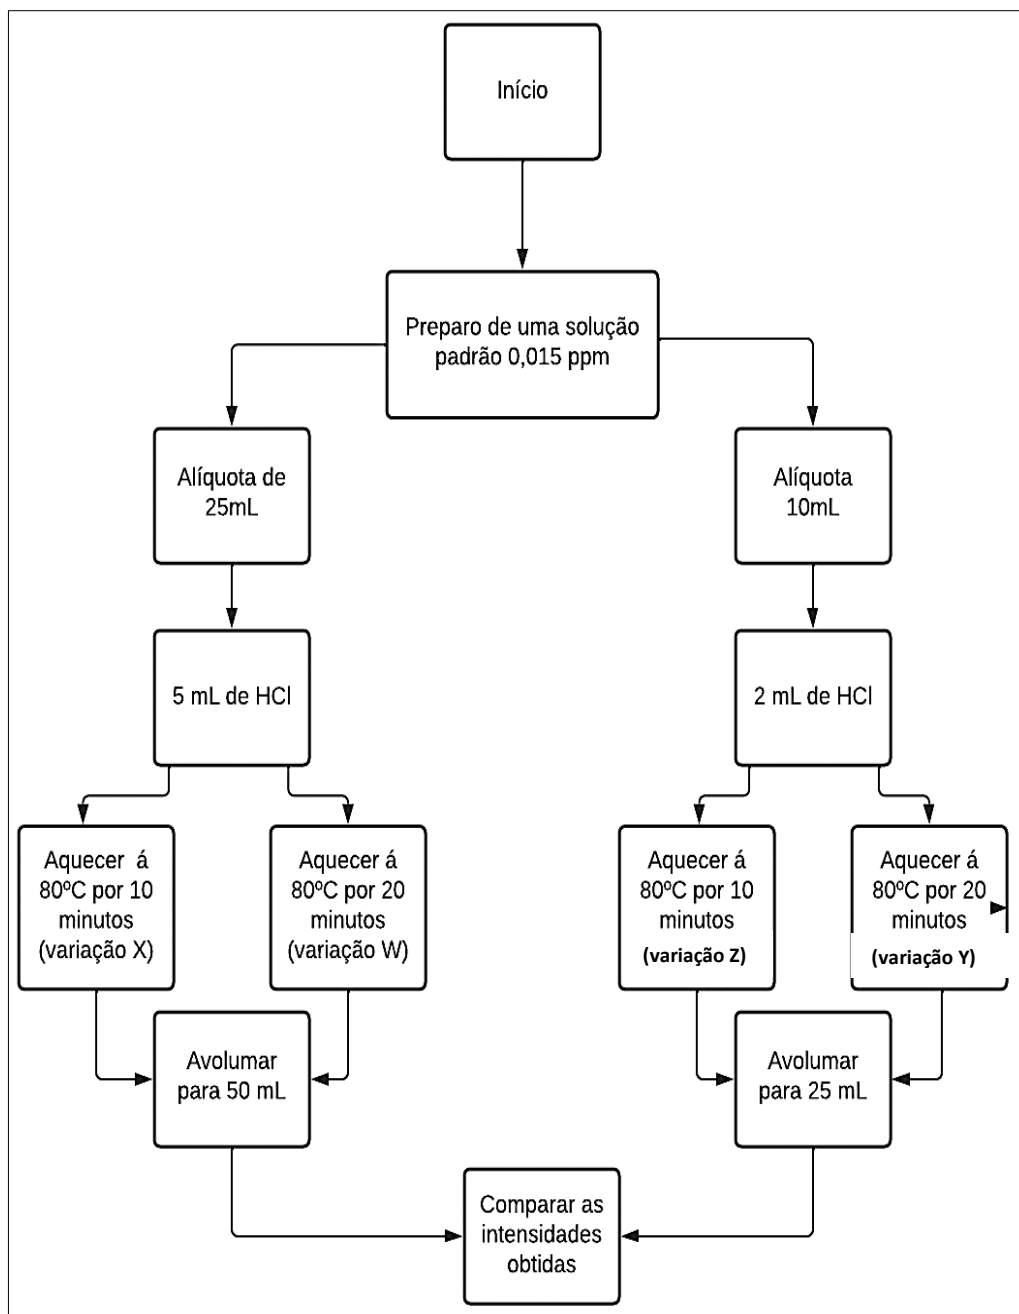 Início
Preparo de uma solução
padrão 0,015 ppm
Alíquota de
25mL
Alíquota
10mL
5 mL de HCl
2 mL de HCl
Aquecer á
80ºC por 10
minutos
(variação X)
Aquecer á
80ºC por 20
minutos
(variação W)
Aquecer á
80ºC por 10
minutos
(variação Z)
Aquecer á
80ºC por 20
minutos
(variação Y)
Avolumar
para 50 mL
Avolumar
para 25 mL
Comparar as
intensidades
obtidas